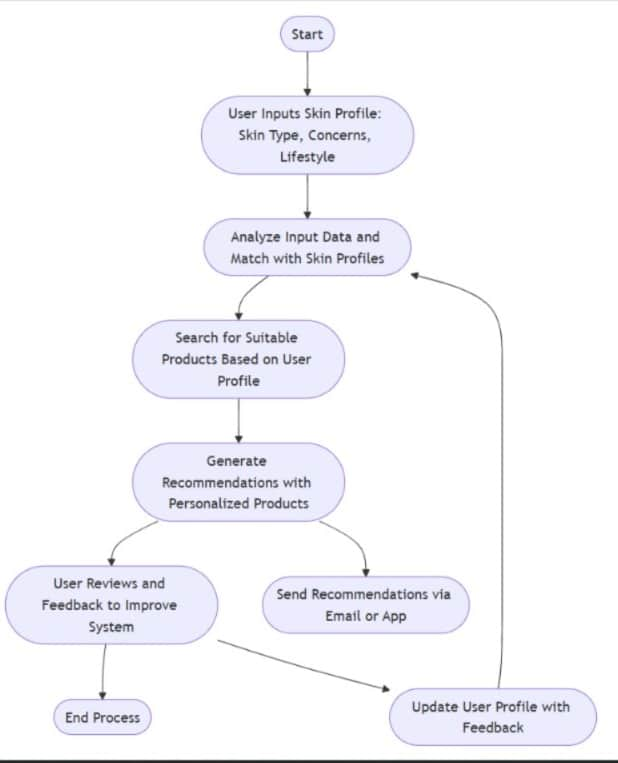 Start
User Inputs Skin Profile:
Skin Type, Concerns,
Lifestyle
Analyze Input Data and
Match with Skin Profiles
Search for Suitable
Products Based on User
Profile
Generate
Recommendations with
Personalized Products
User Reviews and
Feedback to Improve
System
Send Recommendations via
Email or App
End Process
Update User Profile with
Feedback